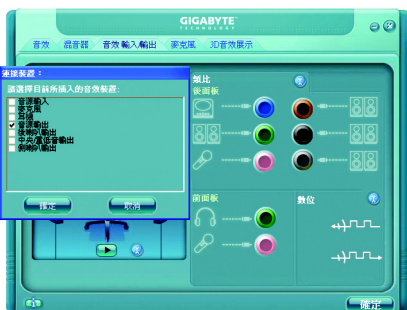 GIGABYTE
TECHNOLOGY
音效 混音器 音效輸入/輸出 麥克風 3D音效展示
連接裝置：
請選擇目前所插入的音效裝置:
音源輸入
麥克風
耳機
音源輸出
後喇叭輸出
中央/重低音輸出
側喇叭輸出
確定 取消
類比
後面板
前面板
數位
確定